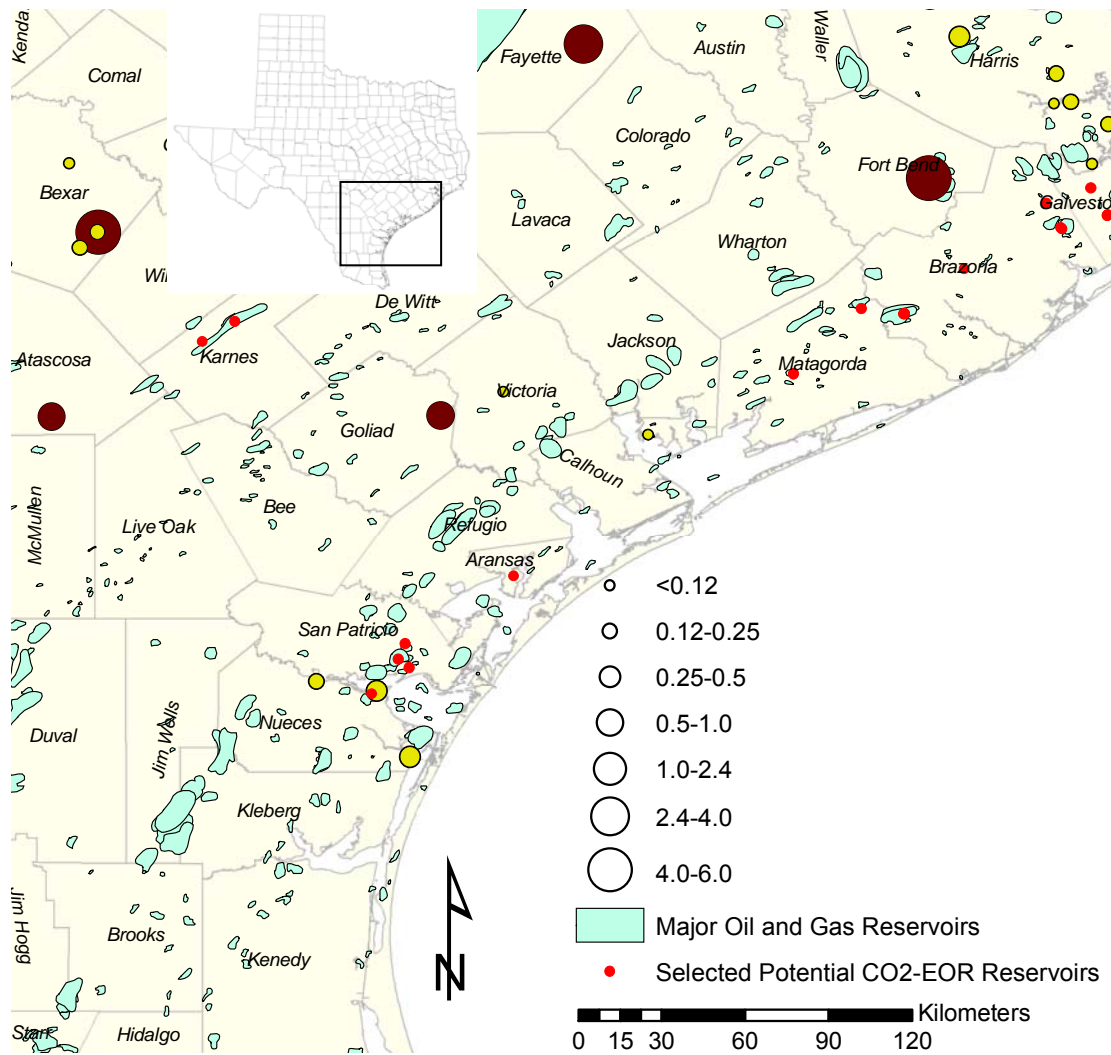 Kenda
Comal
Bexar
Wi
Fayette
Austin
Waller
Harris
Colorado
Fort Bend
Lavaca
Galvesto
Wharton
Brazoria
De Witt
Atascosa
Karnes
Jackson
Matagorda
Victoria
Goliad
Calhoun
McMullen
Live Oak
Bee
Refugio
Aransas
San Patricio
Duval
Jim Wells
Nueces
Kleberg
Jim Hogg
Brooks
Kenedy
Starr
Hidalgo
<0.12
0.12-0.25
0.25-0.5
0.5-1.0
1.0-2.4
2.4-4.0
4.0-6.0
Major Oil and Gas Reservoirs
Selected Potential CO2-EOR Reservoirs
N
Kilometers
0 15 30 60 90 120